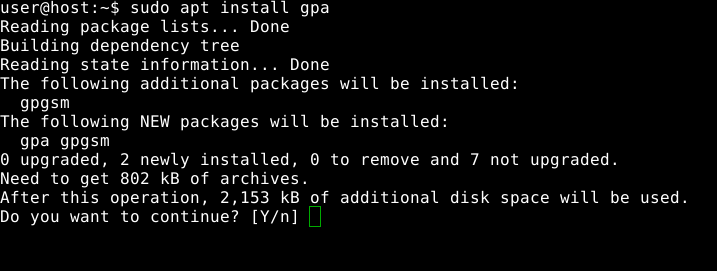 user@host:~$ sudo apt install gpa
Reading package lists... Done
Building dependency tree
Reading state information... Done
The following additional packages will be installed:
  gpgsm
The following NEW packages will be installed:
  gpa gpgsm
0 upgraded, 2 newly installed, 0 to remove and 7 not upgraded.
Need to get 802 kB of archives.
After this operation, 2,153 kB of additional disk space will be used.
Do you want to continue? [Y/n]